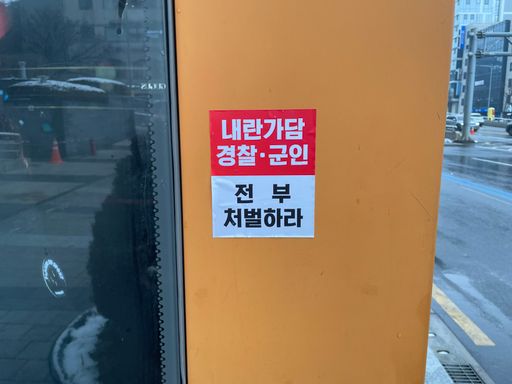 내란가담
경찰·군인
전 부
처벌하라